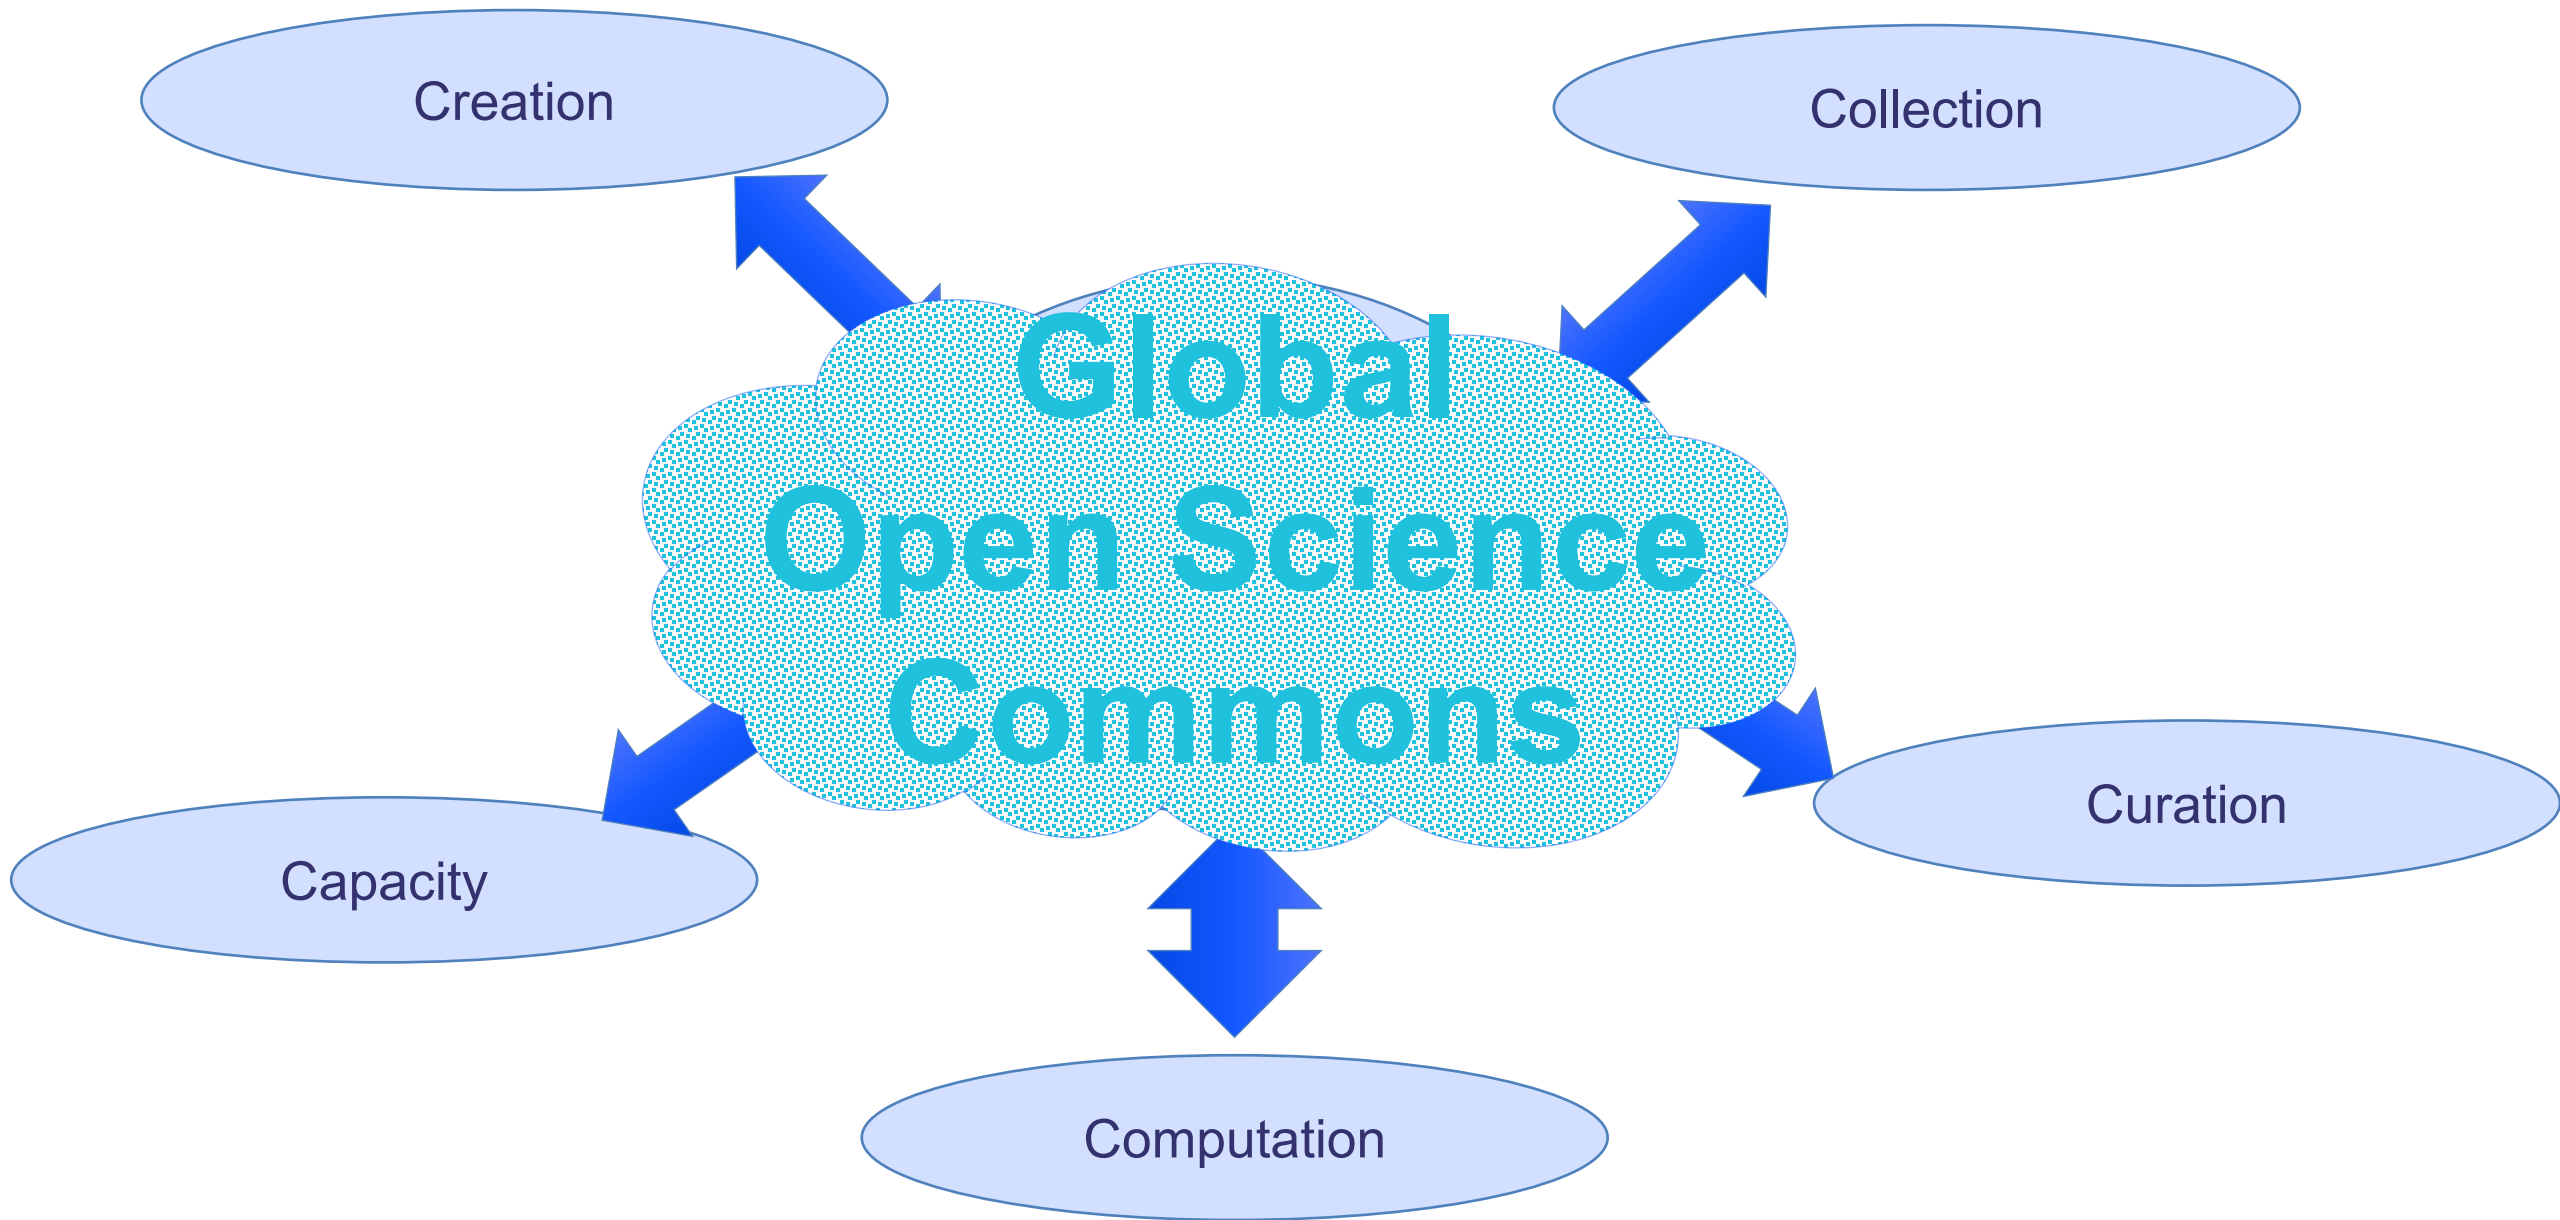 Creation
Collection
Global
Open Science
Commons
Curation
Capacity
Computation